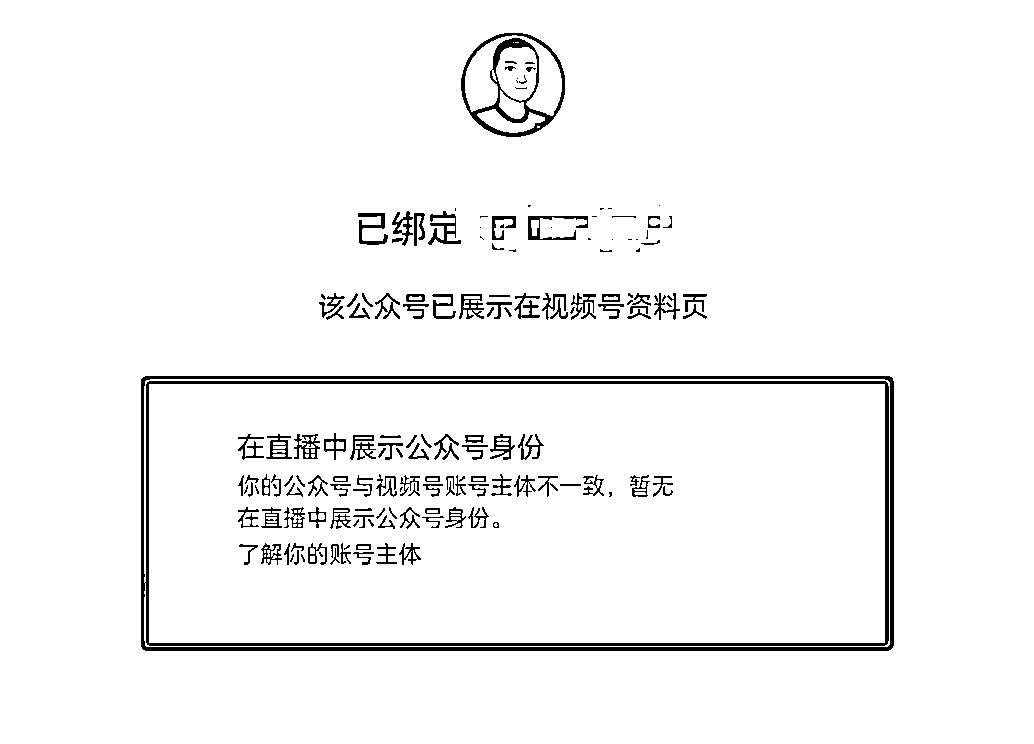 已绑定
该公众号已展示在视频号资料页
在直播中展示公众号身份
你的公众号与视频号账号主体不一致，暂无
在直播中展示公众号身份。
了解你的账号主体